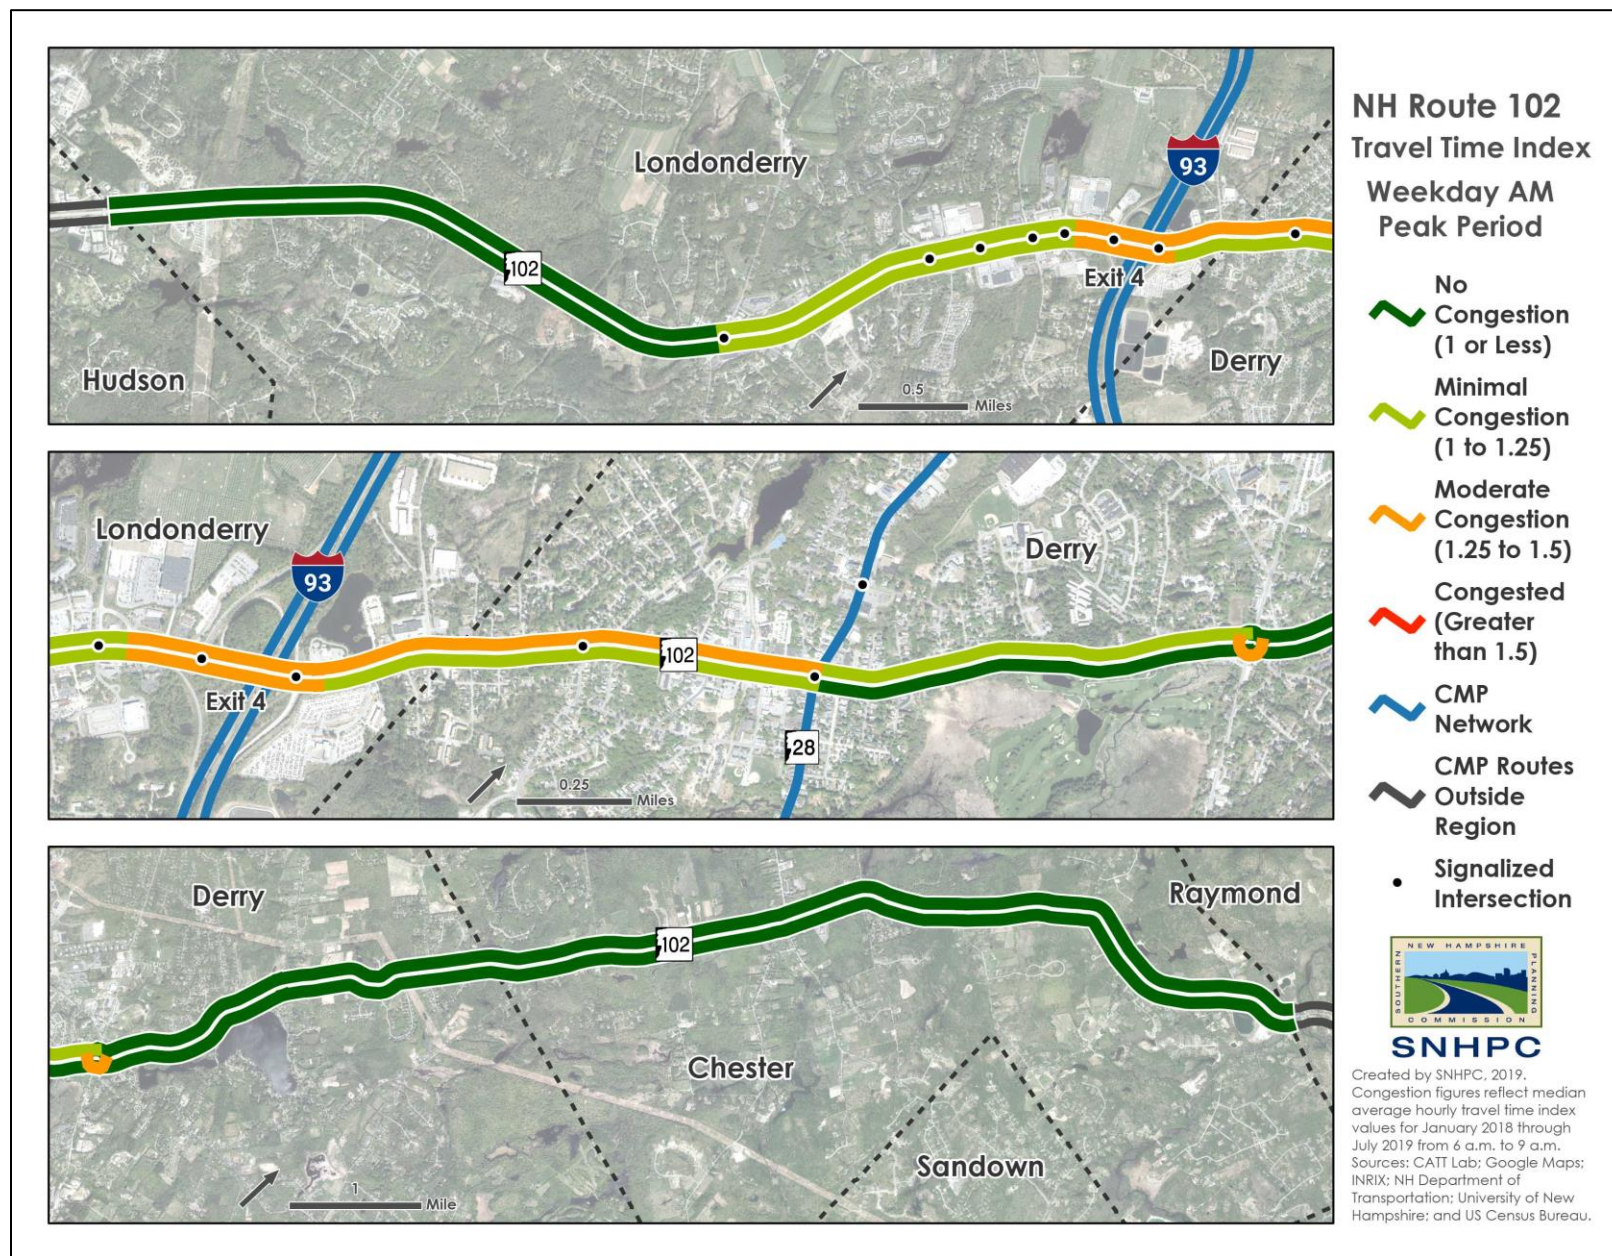 NH Route 102
Travel Time Index
Weekday AM
Peak Period
Londonderry
93
102
Exit 4
Hudson
Derry
0.5
Miles
Londonderry
93
Derry
102
Exit 4
28
0.25
Miles
Derry
Raymond
102
Chester
Sandown
1
Mile
No
Congestion
(1 or Less)
Minimal
Congestion
(1 to 1.25)
Moderate
Congestion
(1.25 to 1.5)
Congested
(Greater
than 1.5)
CMP
Network
CMP Routes
Outside
Region
Signalized
Intersection
NEW HAMPSHIRE
SOUTHERN
PLANNING
COMMISSION
SNHPC
Created by SNHPC, 2019.
Congestion figures reflect median
average hourly travel time index
values for January 2018 through
July 2019 from 6 a.m. to 9 a.m.
Sources: CATT Lab; Google Maps;
INRIX; NH Department of
Transportation; University of New
Hampshire; and US Census Bureau.